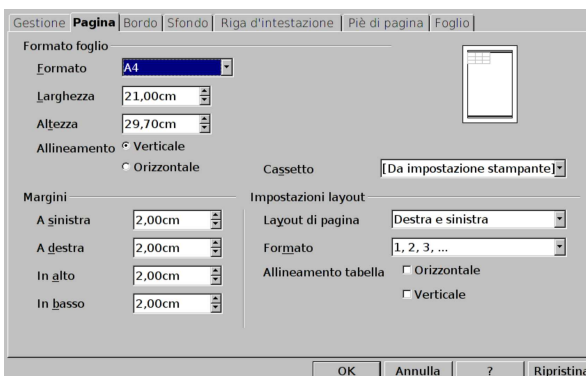 Gestione Pagina Bordo Sfondo Riga d'intestazione Piè di pagina Foglio
Formato foglio
Formato A4
Larghezza 21,00cm
Altezza 29,70cm
Allineamento Verticale
Orizzontale
Cassetto [Da impostazione stampante]
Margini
A sinistra 2,00cm
A destra 2,00cm
In alto 2,00cm
In basso 2,00cm
Impostazioni layout
Layout di pagina Destra e sinistra
Formato 1, 2, 3, ...
Allineamento tabella Orizzontale
Verticale
OK Annulla ? Ripristina